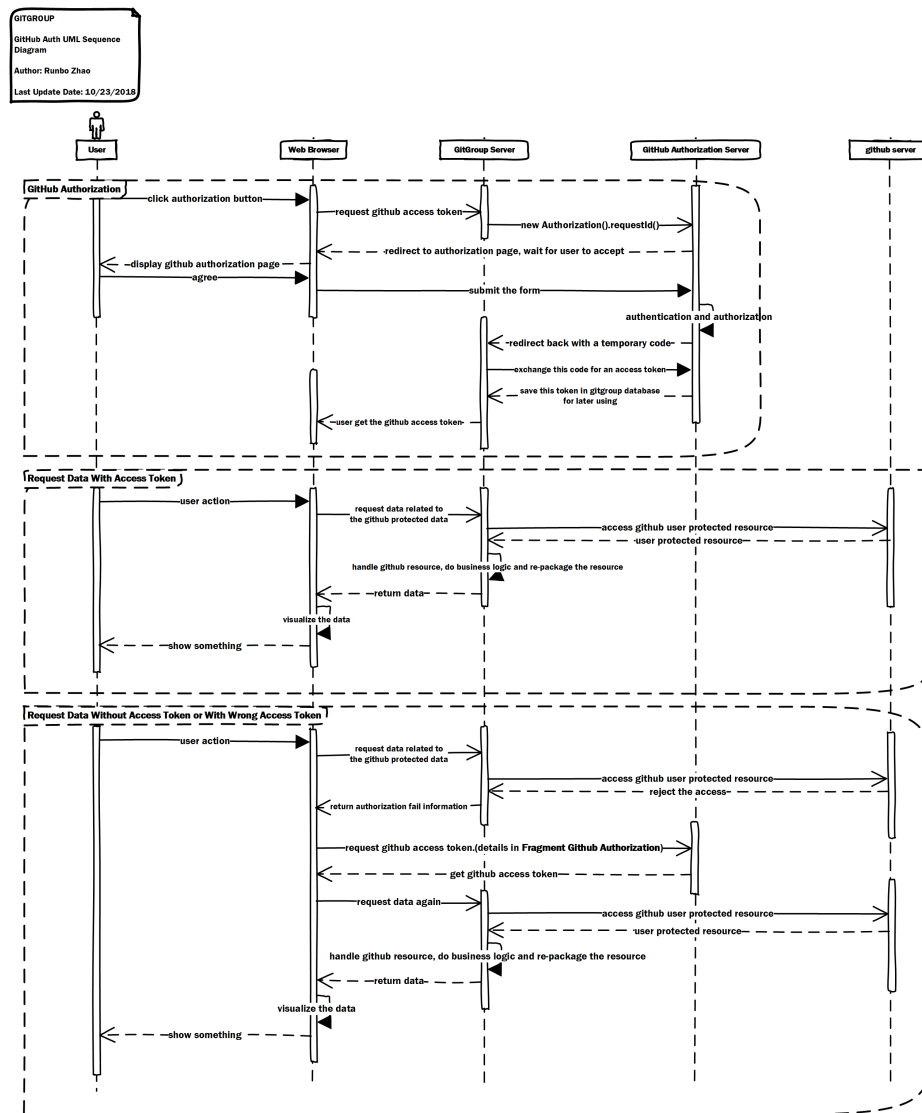 GITGROUP
GitHub Auth UML Sequence
Diagram
Author: Runbo Zhao
Last Update Date: 10/23/2018
User
Web Browser
GitGroup Server
GitHub Authorization Server
github server
GitHub Authorization
click authorization button
request github access token
new Authorization().requestId()
redirect to authorization page, wait for user to accept
display github authorization page
agree
submit the form
authentication and authorization
redirect back with a temporary code
exchange this code for an access token
save this token in gitgroup database
for later using
user get the github access token
Request Data With Access Token
user action
request data related to
the github protected data
access github user protected resource
user protected resource
handle github resource, do business logic and re-package the resource
return data
visualize the data
show something
Request Data Without Access Token or With Wrong Access Token
user action
request data related to
the github protected data
access github user protected resource
reject the access
return authorization fail information
request github access token.(details in Fragment Github Authorization)
get github access token
request data again
access github user protected resource
user protected resource
handle github resource, do business logic and re-package the resource
return data
visualize the data
show something